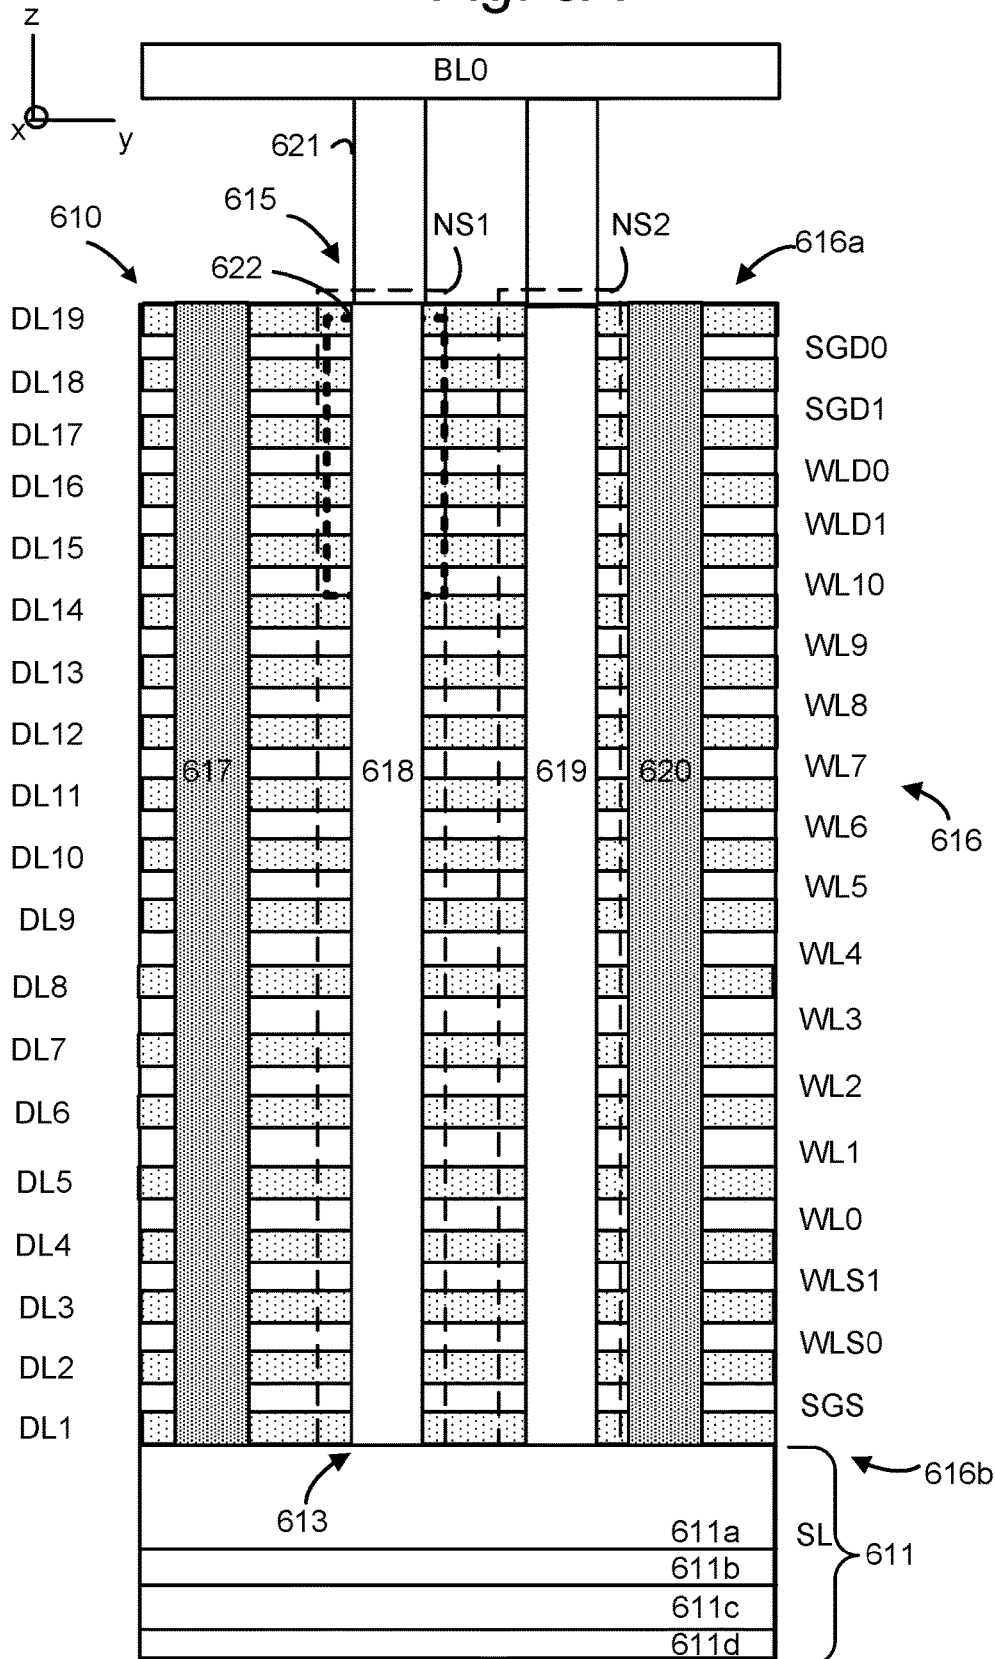 z
BL0
x
y
621
615
NS1
NS2
610
616a
622
DL19
SGD0
DL18
SGD1
DL17
WLD0
DL16
WLD1
DL15
WL10
DL14
WL9
DL13
WL8
DL12
WL7
617
618
619
620
DL11
WL6
616
DL10
WL5
DL9
WL4
DL8
WL3
DL7
WL2
DL6
WL1
DL5
WL0
DL4
WLS1
DL3
WLS0
DL2
SGS
DL1
616b
613
611a
SL
611
611b
611c
611d